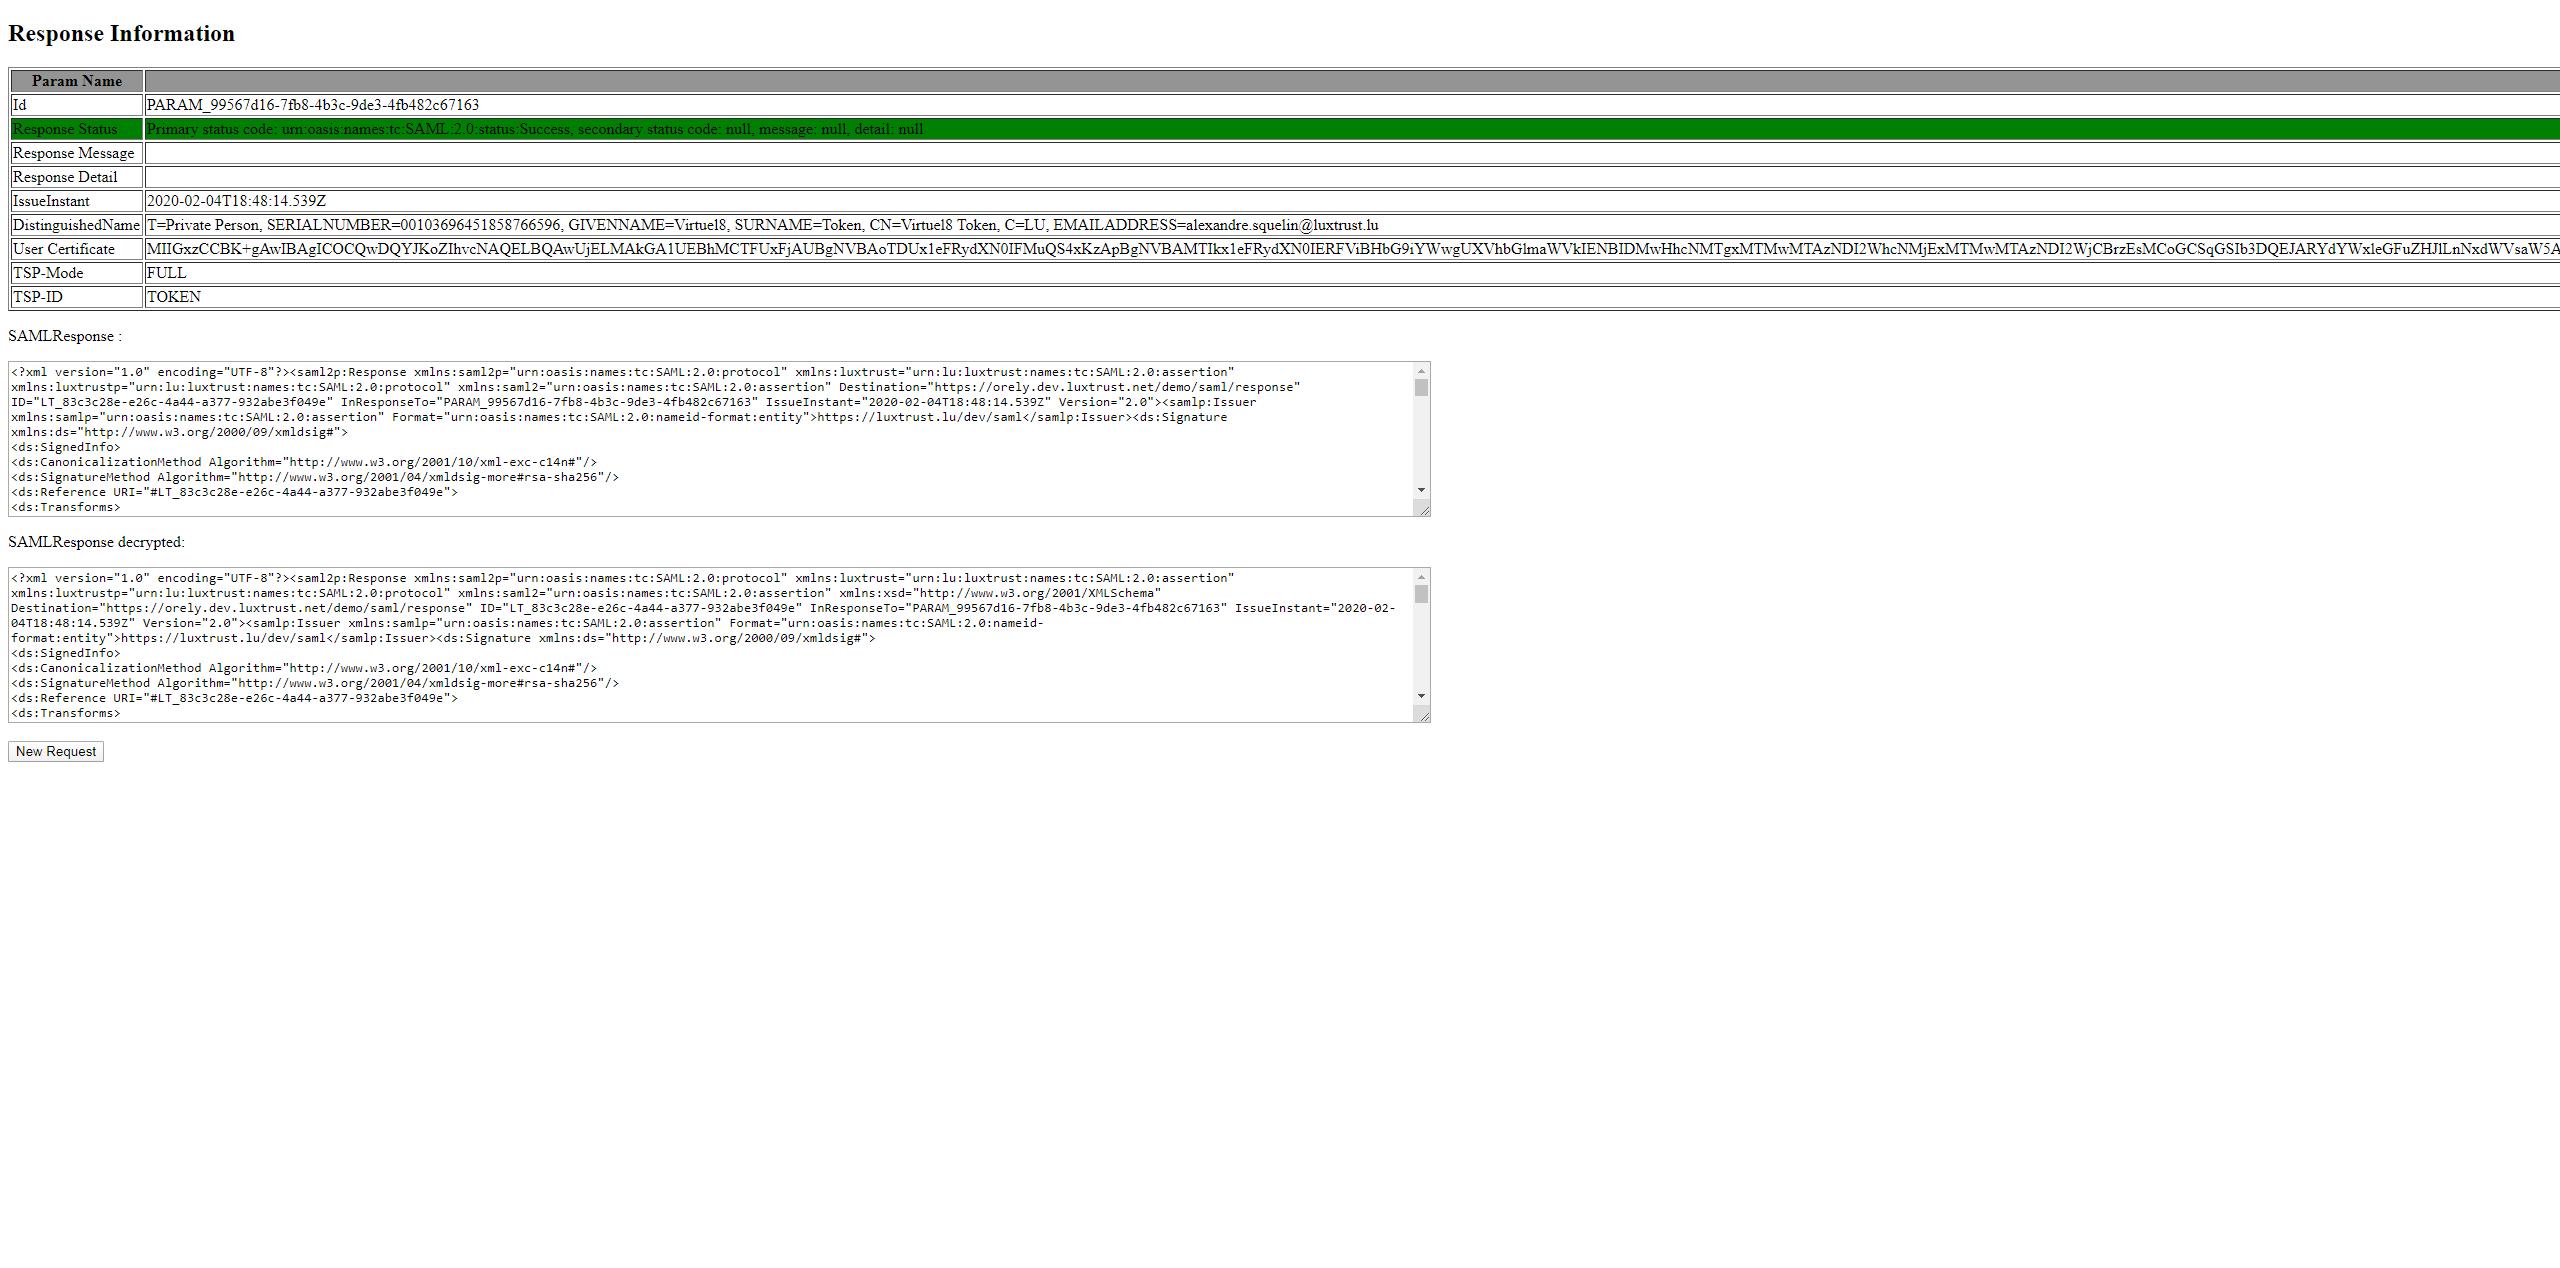 Response Information
Param Name
Id PARAM_99567d16-7fb8-4b3c-9de3-4fb482c67163
Response Status Primary status code: urn:oasis:names:tc:SAML:2.0:status:Success, secondary status code: null, message: null, detail: null
Response Message
Response Detail
IssueInstant 2020-02-04T18:48:14.539Z
DistinguishedName T=Private Person, SERIALNUMBER=00103696451858766596, GIVENNAME=Virtuel8, SURNAME=Token, CN=Virtuel8 Token, C=LU, EMAILADDRESS=alexandre.squelin@luxtrust.lu
User Certificate MIIGxzCCBK+gAwIBAgICOCQwDQYJKoZIhvcNAQELBQAwUjELMAkGA1UEBhMCTFUxFjAUBgNVBAoTDUx1eFRydXN0IFMuQS4xKzApBgNVBAMTIkx1eFRydXN0IERFViBHbG9iYWwgUXVhbGlmaWVkIENBIDMwHhcNMTgxMTMwMTAzNDI2WhcNMjExMTMwMTAzNDI2WjCBrzEsMCoGCSqGSIb3DQEJARYdYWxleGFuZHJlLnNxdWVsaW5A
TSP-Mode FULL
TSP-ID TOKEN
SAMLResponse :
<?xml version="1.0" encoding="UTF-8"?><saml2p:Response xmlns:saml2p="urn:oasis:names:tc:SAML:2.0:protocol" xmlns:luxtrust="urn:lu:luxtrust:names:tc:SAML:2.0:assertion"
xmlns:luxtrustp="urn:lu:luxtrust:names:tc:SAML:2.0:protocol" xmlns:saml2="urn:oasis:names:tc:SAML:2.0:assertion" Destination="https://orely.dev.luxtrust.net/demo/saml/response"
ID="LT_83c3c28e-e26c-4a44-a377-932abe3f049e" InResponseTo="PARAM_99567d16-7fb8-4b3c-9de3-4fb482c67163" IssueInstant="2020-02-04T18:48:14.539Z" Version="2.0"><samlp:Issuer
xmlns:samlp="urn:oasis:names:tc:SAML:2.0:assertion" Format="urn:oasis:names:tc:SAML:2.0:nameid-format:entity">https://luxtrust.lu/dev/saml</samlp:Issuer><ds:Signature
xmlns:ds="http://www.w3.org/2000/09/xmldsig#">
<ds:SignedInfo>
<ds:CanonicalizationMethod Algorithm="http://www.w3.org/2001/10/xml-exc-c14n#"/>
<ds:SignatureMethod Algorithm="http://www.w3.org/2001/04/xmldsig-more#rsa-sha256"/>
<ds:Reference URI="#LT_83c3c28e-e26c-4a44-a377-932abe3f049e">
<ds:Transforms>
SAMLResponse decrypted:
<?xml version="1.0" encoding="UTF-8"?><saml2p:Response xmlns:saml2p="urn:oasis:names:tc:SAML:2.0:protocol" xmlns:luxtrust="urn:lu:luxtrust:names:tc:SAML:2.0:assertion"
xmlns:luxtrustp="urn:lu:luxtrust:names:tc:SAML:2.0:protocol" xmlns:saml2="urn:oasis:names:tc:SAML:2.0:assertion" xmlns:xsd="http://www.w3.org/2001/XMLSchema"
Destination="https://orely.dev.luxtrust.net/demo/saml/response" ID="LT_83c3c28e-e26c-4a44-a377-932abe3f049e" InResponseTo="PARAM_99567d16-7fb8-4b3c-9de3-4fb482c67163" IssueInstant="2020-02-
04T18:48:14.539Z" Version="2.0"><samlp:Issuer xmlns:samlp="urn:oasis:names:tc:SAML:2.0:assertion" Format="urn:oasis:names:tc:SAML:2.0:nameid-
format:entity">https://luxtrust.lu/dev/saml</samlp:Issuer><ds:Signature xmlns:ds="http://www.w3.org/2000/09/xmldsig#">
<ds:SignedInfo>
<ds:CanonicalizationMethod Algorithm="http://www.w3.org/2001/10/xml-exc-c14n#"/>
<ds:SignatureMethod Algorithm="http://www.w3.org/2001/04/xmldsig-more#rsa-sha256"/>
<ds:Reference URI="#LT_83c3c28e-e26c-4a44-a377-932abe3f049e">
<ds:Transforms>
New Request